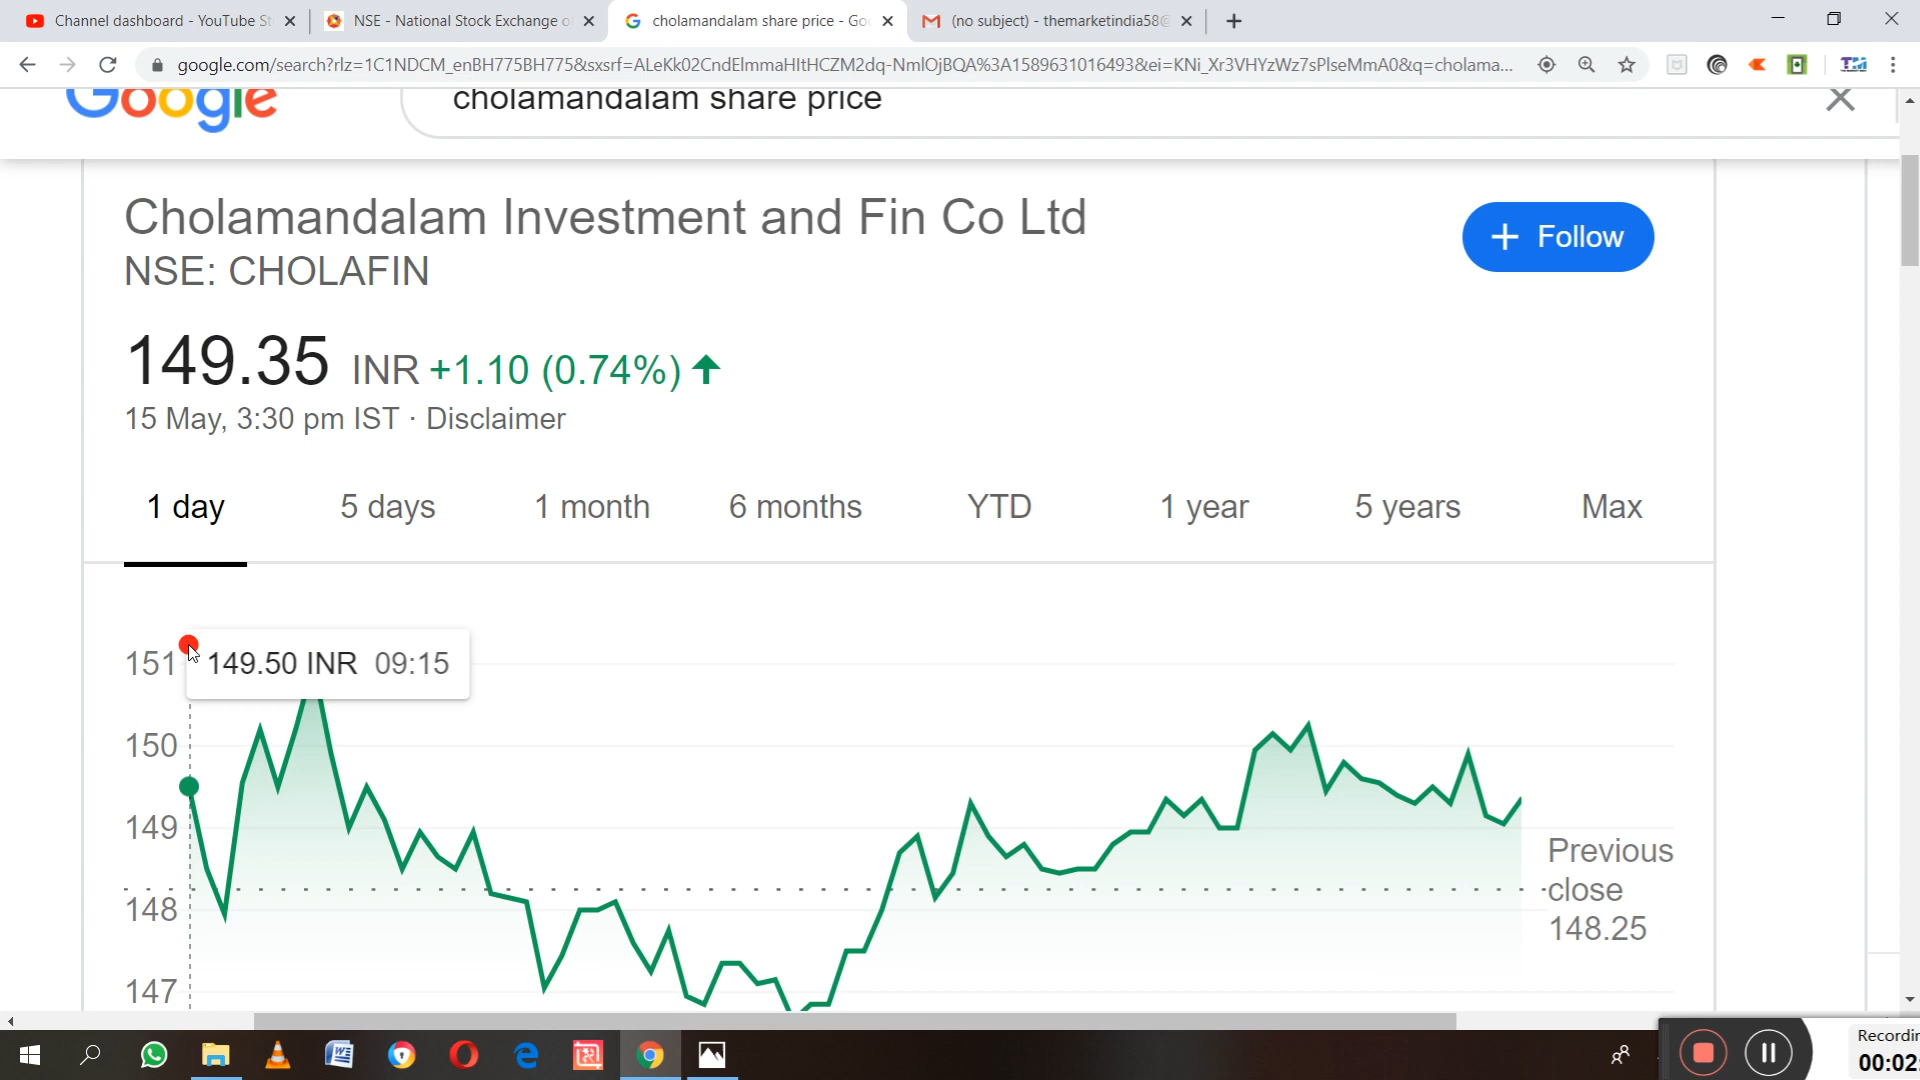 Channel dashboard - YouTube St
NSE - National Stock Exchange o
cholamandalam share price - Goo
(no subject) - themarketindia58@
google.com/search?rlz=1C1NDCM_enBH775BH775&sxsrf=ALeKk02CndElmmaHItHCZM2dq-NmlOjBQA%3A1589631016493&ei=KNi_Xr3VHYzWz7sPlseMmA0&q=cholama...
TM
Google
cholamandalam share price
Cholamandalam Investment and Fin Co Ltd
NSE: CHOLAFIN
+ Follow
149.35 INR +1.10 (0.74%)
15 May, 3:30 pm IST · Disclaimer
1 day 5 days 1 month 6 months YTD 1 year 5 years Max
151
149.50 INR 09:15
150
149
148
147
Previous
close
148.25
Recordin
00:02: